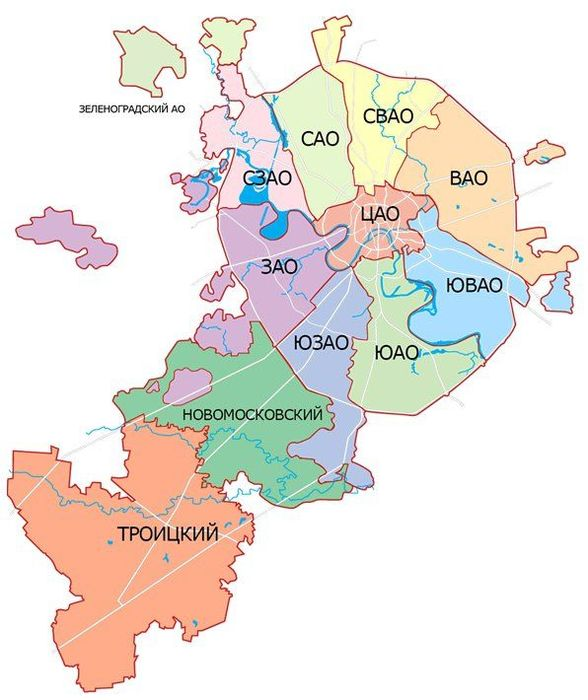 ЗЕЛЕНОГРАДСКИЙ АО
СВАО
САО
СЗАО
ВАО
ЦАО
ЗАО
ЮВАО
ЮЗАО
ЮАО
НОВОМОСКОВСКИЙ
ТРОИЦКИЙ